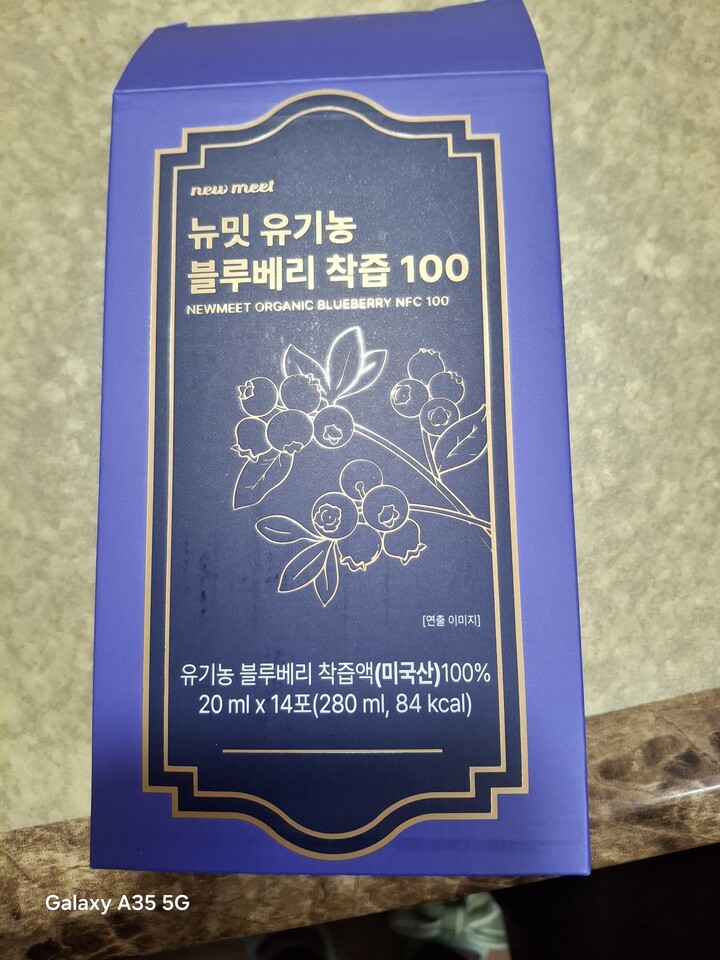 new meet
뉴밋 유기농
블루베리 착즙 100
NEWMEET ORGANIC BLUEBERRY NFC 100
[연출 이미지]
유기농 블루베리 착즙액(미국산)100%
20 ml x 14포(280 ml, 84 kcal)
Galaxy A35 5G